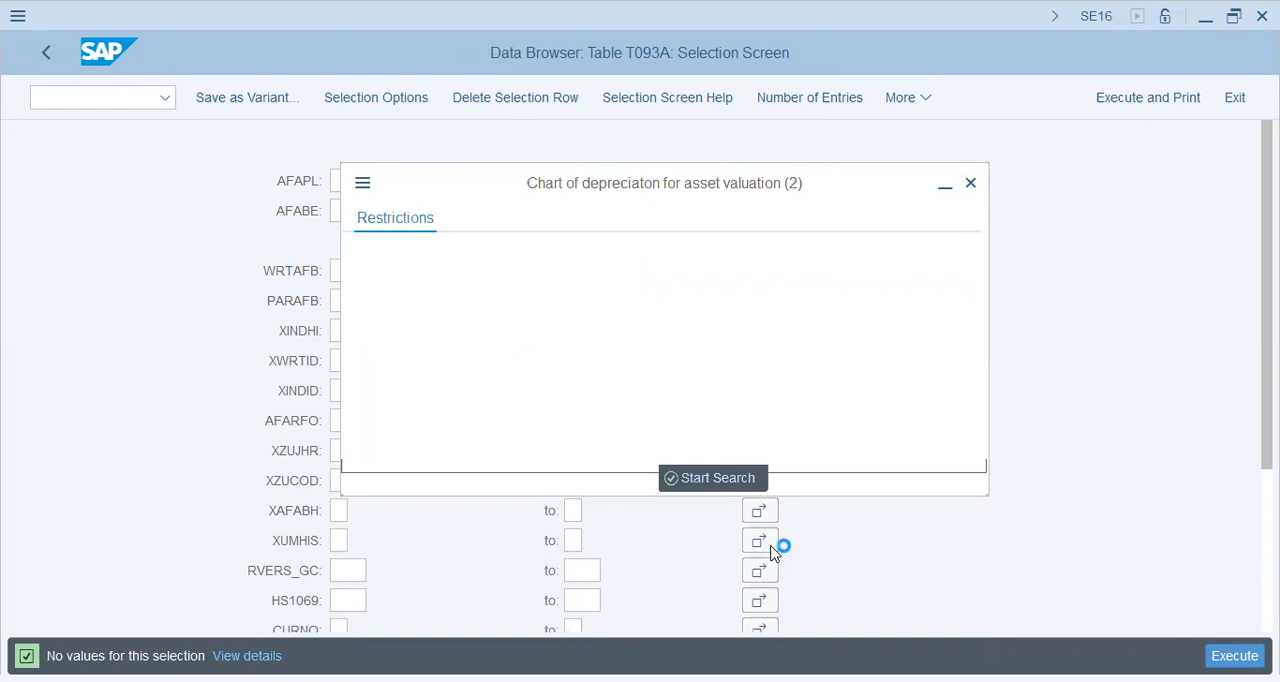 SE16
SAP
Data Browser: Table T093A: Selection Screen
Save as Variant... Selection Options Delete Selection Row Selection Screen Help Number of Entries More Execute and Print Exit
AFAPL:
AFABE:
Chart of depreciaton for asset valuation (2)
Restrictions
WRTAFB:
PARAFB:
XINDHI:
XWRTID:
XINDID:
AFARFO:
XZUJHR:
XZUCOD:
Start Search
XAFABH: to:
XUMHIS: to:
RVERS_GC: to:
HS1069: to:
CURNO: to:
No values for this selection View details Execute